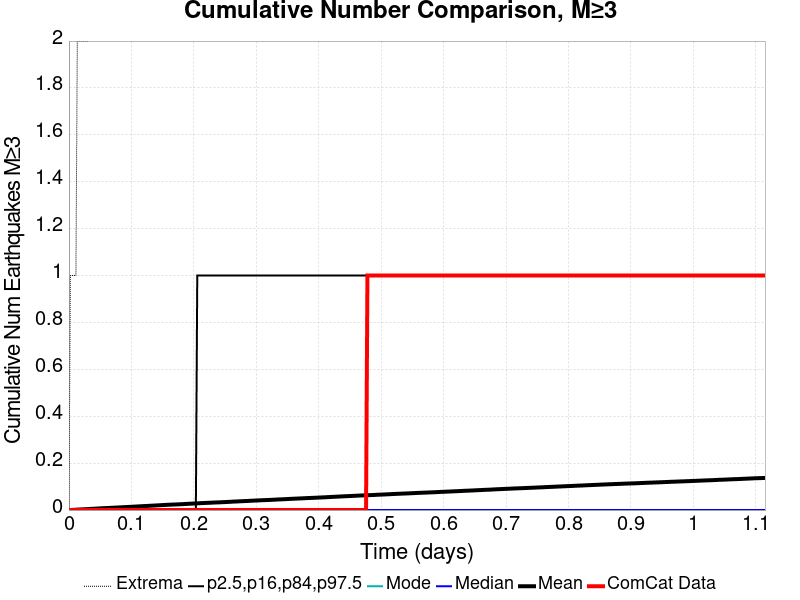 Cumulative Number Comparison, M≥3
Cumulative Num Earthquakes M≥3
2
1.8
1.6
1.4
1.2
1
0.8
0.6
0.4
0.2
0
0 0.1 0.2 0.3 0.4 0.5 0.6 0.7 0.8 0.9 1 1.1
Time (days)
Extrema p2.5,p16,p84,p97.5 Mode Median Mean ComCat Data